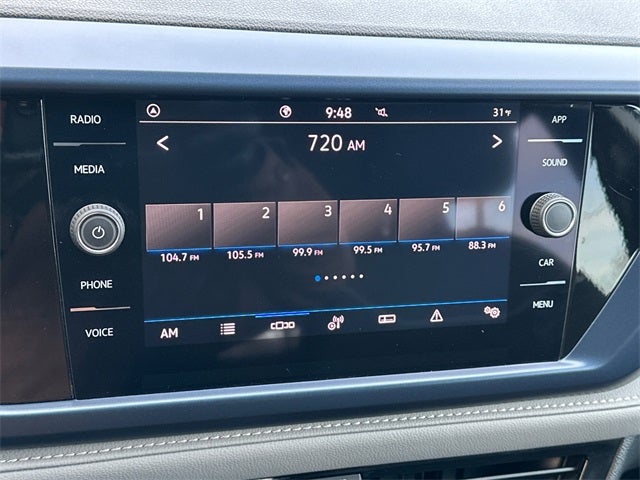 RADIO
MEDIA
PHONE
VOICE
9:48
31°F
720 AM
1 2 3 4 5 6
104.7 FM 105.5 FM 99.9 FM 99.5 FM 95.7 FM 88.3 FM
AM
APP
SOUND
CAR
MENU